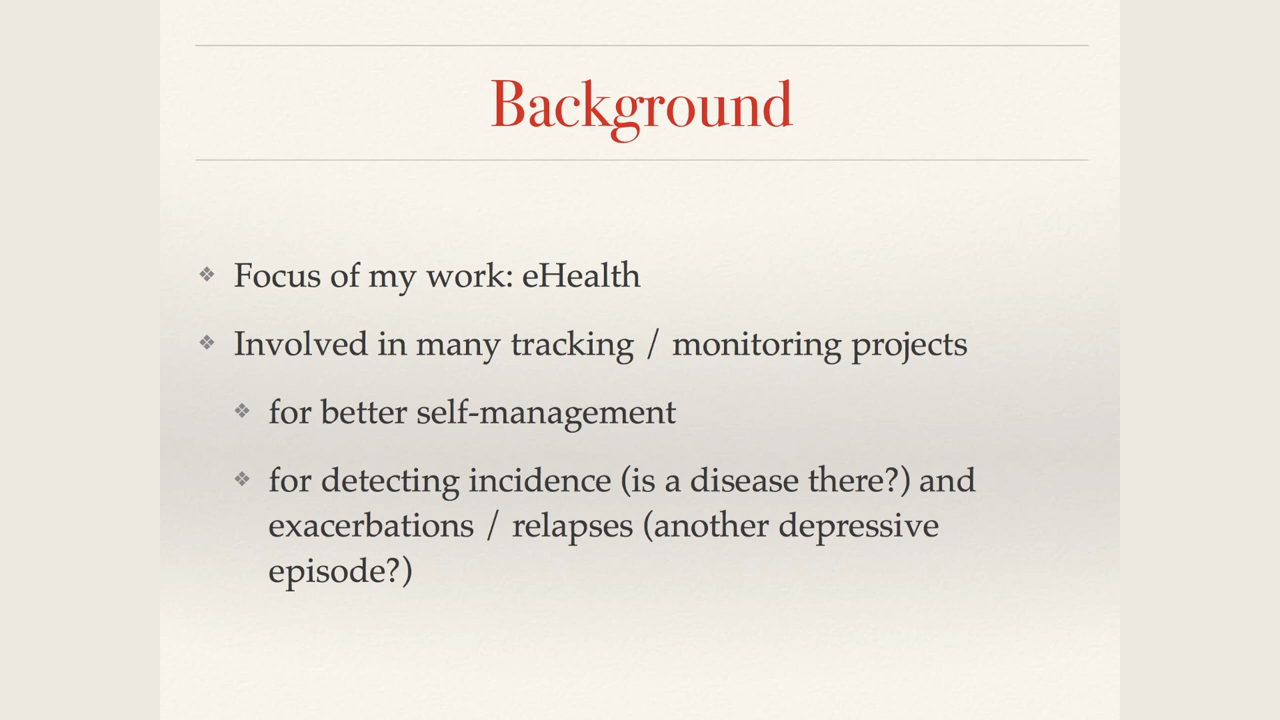 Background
❖ Focus of my work: eHealth
❖ Involved in many tracking / monitoring projects
❖ for better self-management
❖ for detecting incidence (is a disease there?) and
exacerbations / relapses (another depressive
episode?)